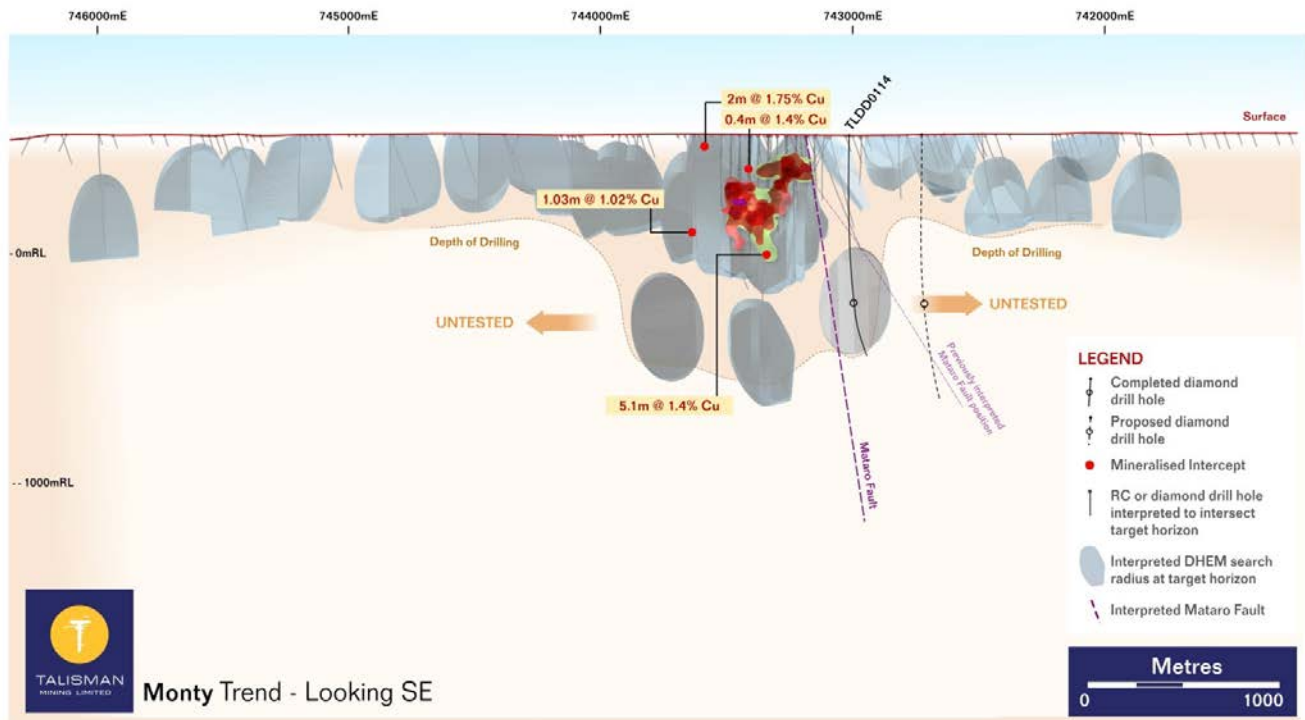 746000mE
745000mE
744000mE
743000mE
742000mE
2m @ 1.75% Cu
0.4m @ 1.4% Cu
TLDD0114
Surface
1.03m @ 1.02% Cu
0mRL
Depth of Drilling
Depth of Drilling
UNTESTED
UNTESTED
Previously interpreted
Mataro Fault position
5.1m @ 1.4% Cu
Mataro Fault
- - 1000mRL
LEGEND
Completed diamond
drill hole
Proposed diamond
drill hole
Mineralised Intercept
RC or diamond drill hole
interpreted to intersect
target horizon
Interpreted DHEM search
radius at target horizon
Interpreted Mataro Fault
TALISMAN
MINING LIMITED
Monty Trend - Looking SE
Metres
0 1000